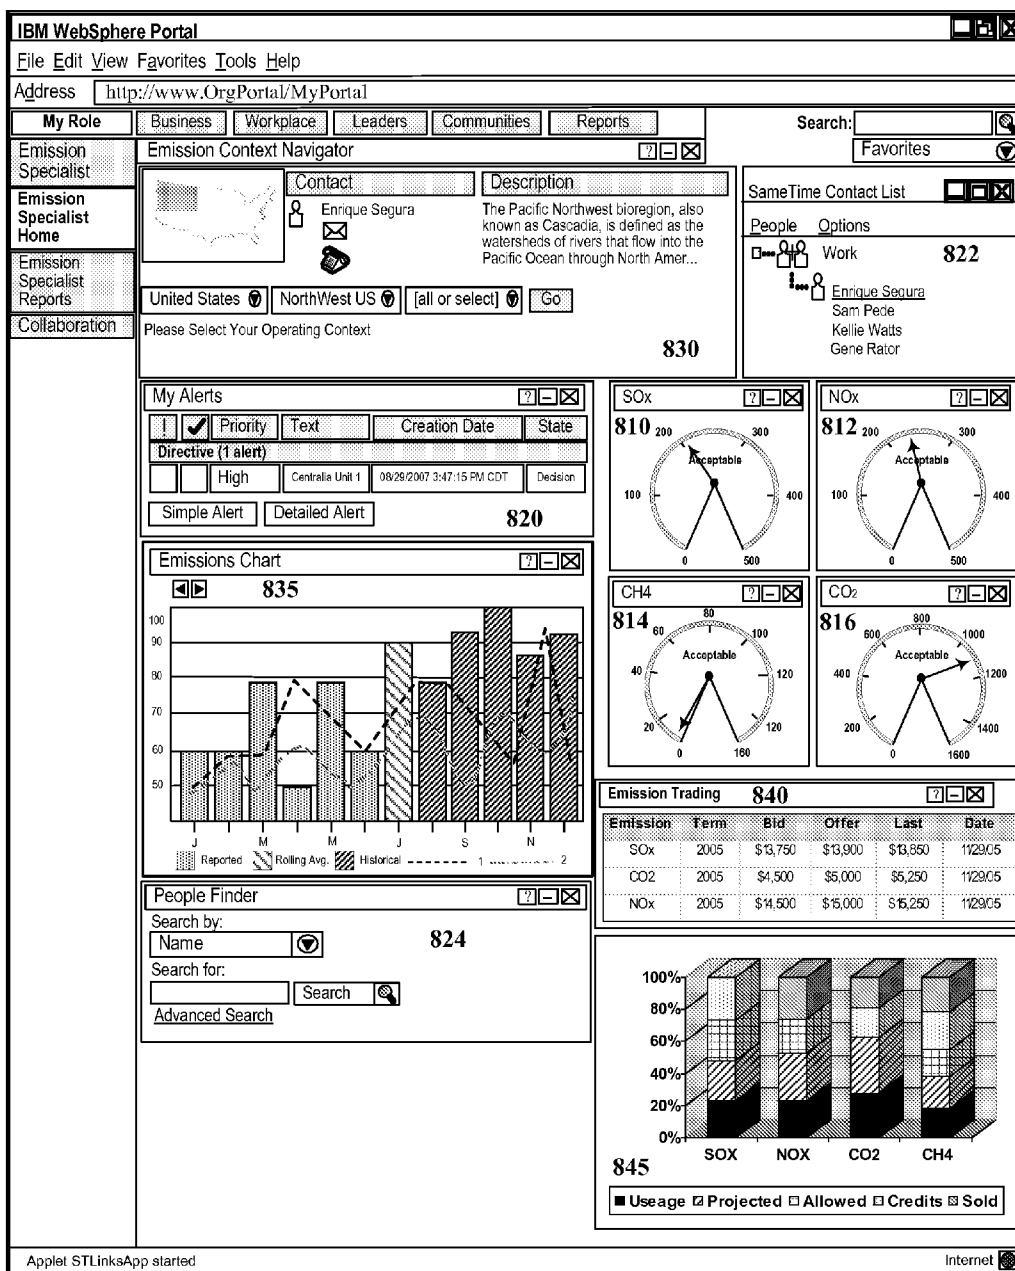 IBM WebSphere Portal
File Edit View Favorites Tools Help
Address http://www.OrgPortal/MyPortal
My Role Business Workplace Leaders Communities Reports Search:
Favorites
Emission
Specialist
Emission
Specialist
Home
Emission
Specialist
Reports
Collaboration
Emission Context Navigator
Contact
Enrique Segura
Description
The Pacific Northwest bioregion, also
known as Cascadia, is defined as the
watersheds of rivers that flow into the
Pacific Ocean through North Amer...
United States NorthWest US [all or select] Go
Please Select Your Operating Context
830
SameTime Contact List
People Options
Work 822
Enrique Segura
Sam Pede
Kellie Watts
Gene Rator
My Alerts
! Priority Text Creation Date State
Directive (1 alert)
High Centralia Unit 1 08/29/2007 3:47:15 PM CDT Decision
Simple Alert Detailed Alert 820
SOx
810 200 300
Acceptable
100 400
0 500
NOx
812 200 300
Acceptable
100 400
0 500
Emissions Chart
835
100
90
80
70
60
50
J M M J S N
Reported Rolling Avg. Historical 1 2
CH4
814 80
60 100
Acceptable
40 120
20 120
0 160
CO2
816 800
600 1000
Acceptable
400 1200
200 1400
0 1600
Emission Trading 840
Emission Term Bid Offer Last Date
SOx 2005 $13,750 $13,900 $13,850 11/29/05
CO2 2005 $4,500 $5,000 $5,250 11/29/05
NOx 2005 $14,500 $15,000 $15,250 11/29/05
People Finder
Search by:
Name
824
Search for:
Search
Advanced Search
100%
80%
60%
40%
20%
0%
SOX NOX CO2 CH4
845
Useage Projected Allowed Credits Sold
Applet STLinksApp started Internet